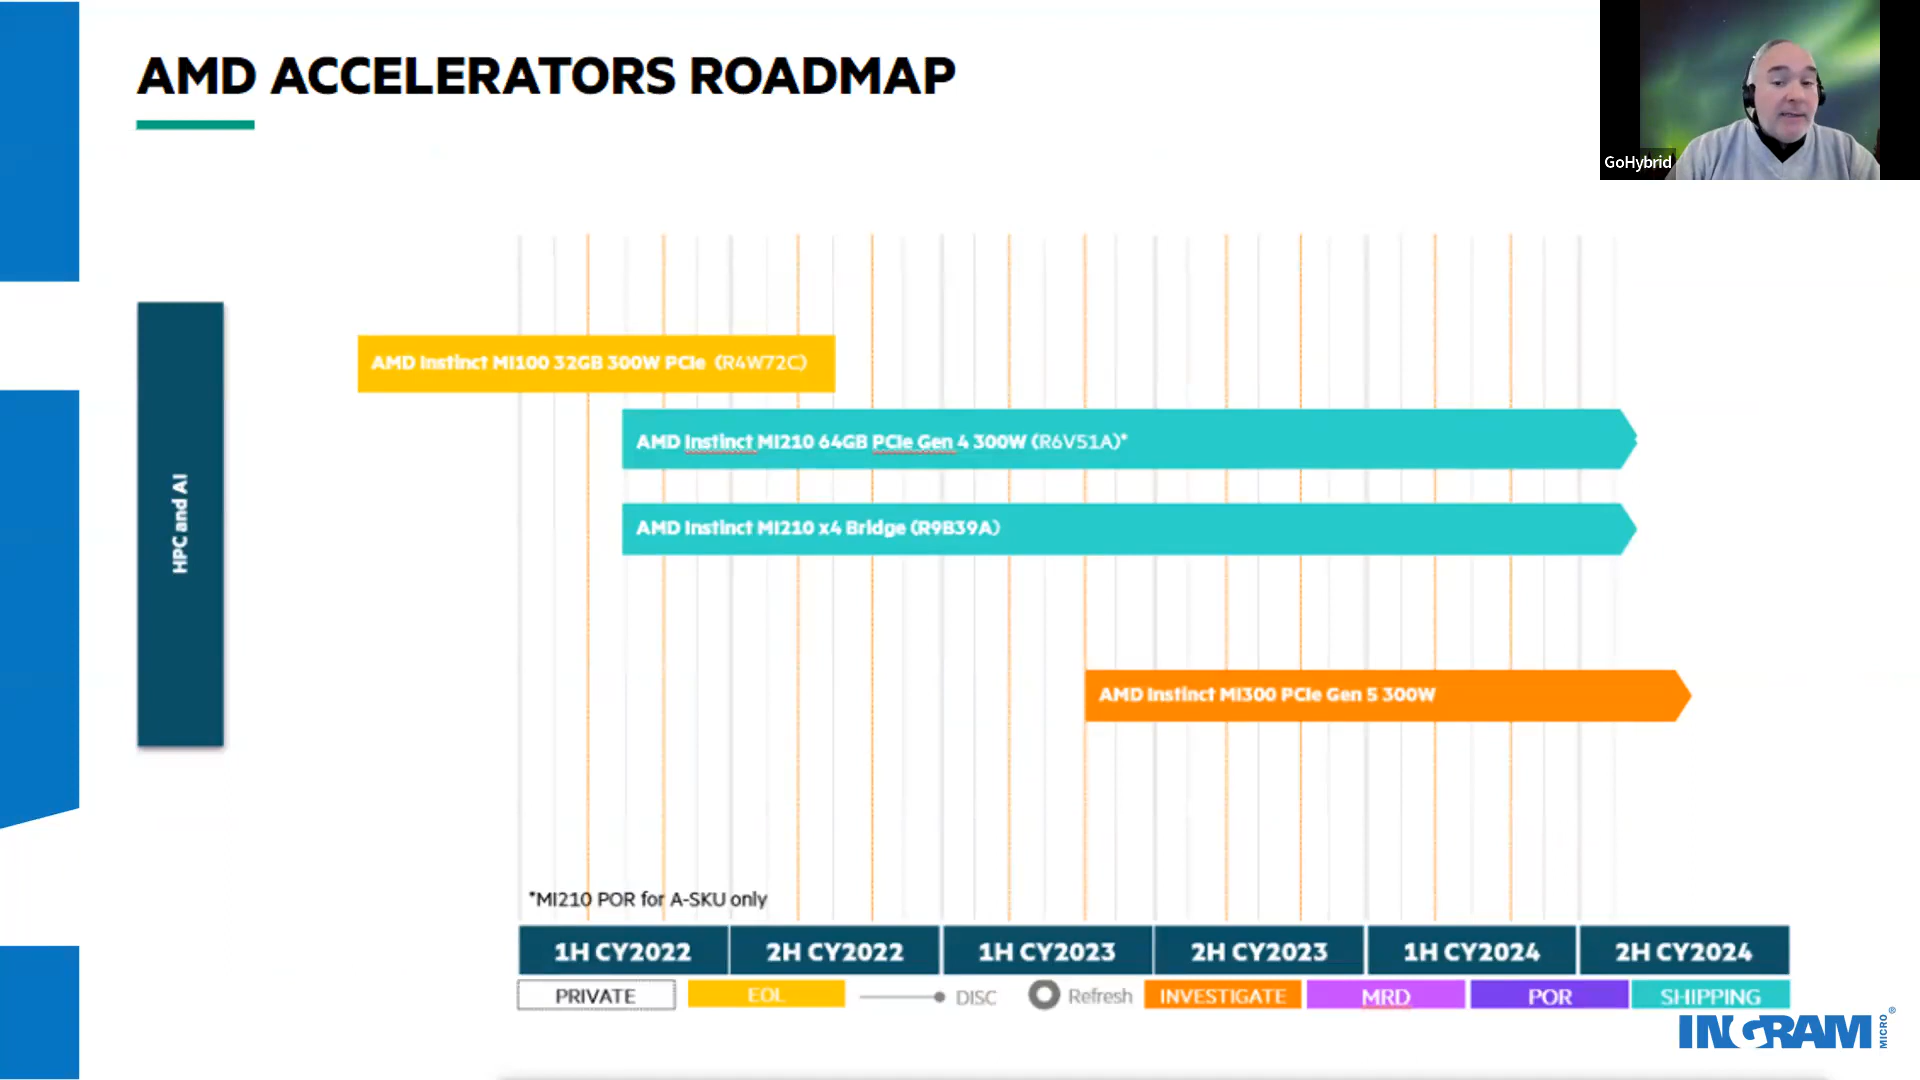 AMD ACCELERATORS ROADMAP
GoHybrid
HPC and AI
AMD Instinct MI100 32GB 300W PCIe (R4W72C)
AMD Instinct MI210 64GB PCIe Gen 4 300W (R6V51A)*
AMD Instinct MI210 x4 Bridge (R9B39A)
AMD Instinct MI300 PCIe Gen 5 300W
*MI210 POR for A-SKU only
1H CY2022 2H CY2022 1H CY2023 2H CY2023 1H CY2024 2H CY2024
PRIVATE EOL DISC Refresh INVESTIGATE MRD POR SHIPPING
INGRAM MICRO ®